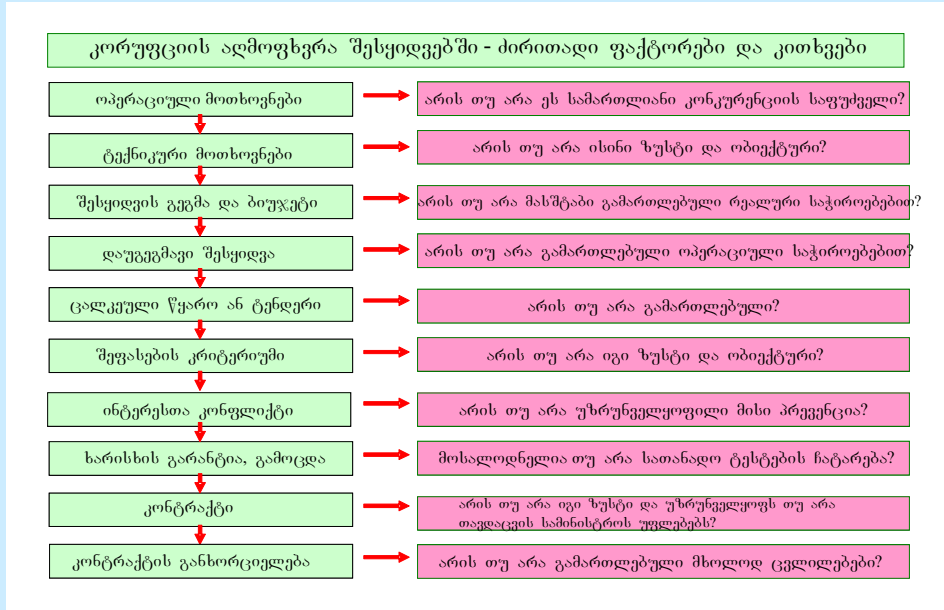 კორუფციის აღმოფხვრა შესყიდვებში - ძირითადი ფაქტორები და კითხვები
ოპერაციული მოთხოვნები
არის თუ არა ეს სამართლიანი კონკურენციის საფუძველი?
ტექნიკური მოთხოვნები
არის თუ არა ისინი ზუსტი და ობიექტური?
შესყიდვის გეგმა და ბიუჯეტი
არის თუ არა მასშტაბი გამართლებული რეალური საჭიროებებით?
დაუგეგმავი შესყიდვა
არის თუ არა გამართლებული ოპერაციული საჭიროებებით?
ცალკეული წყარო ან ტენდერი
არის თუ არა გამართლებული?
შეფასების კრიტერიუმი
არის თუ არა იგი ზუსტი და ობიექტური?
ინტერესთა კონფლიქტი
არის თუ არა უზრუნველყოფილი მისი პრევენცია?
ხარისხის გარანტია, გამოცდა
მოსალოდნელია თუ არა სათანადო ტესტების ჩატარება?
კონტრაქტი
არის თუ არა იგი ზუსტი და უზრუნველყოფს თუ არა
თავდაცვის სამინისტროს უფლებებს?
კონტრაქტის განხორციელება
არის თუ არა გამართლებული მხოლოდ ცვლილებები?